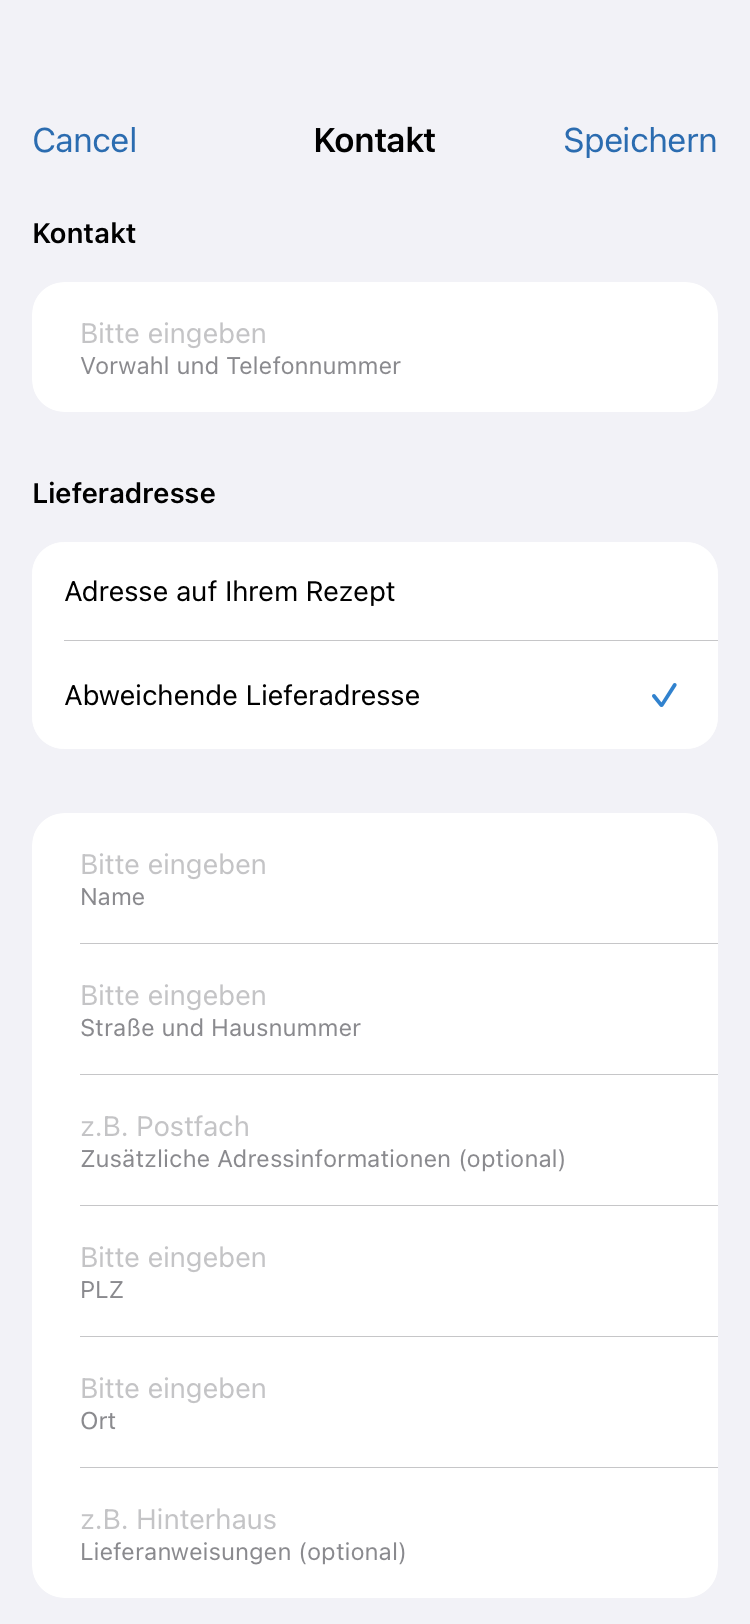 Cancel
Kontakt
Speichern
Kontakt
Bitte eingeben
Vorwahl und Telefonnummer
Lieferadresse
Adresse auf Ihrem Rezept
Abweichende Lieferadresse
Bitte eingeben
Name
Bitte eingeben
Straße und Hausnummer
z.B. Postfach
Zusätzliche Adressinformationen (optional)
Bitte eingeben
PLZ
Bitte eingeben
Ort
z.B. Hinterhaus
Lieferanweisungen (optional)